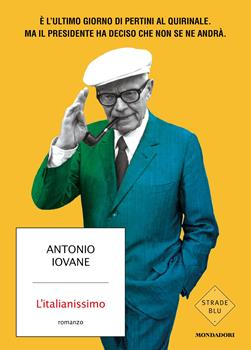 È L'ULTIMO GIORNO DI PERTINI AL QUIRINALE.
MA IL PRESIDENTE HA DECISO CHE NON SE NE ANDRÀ.
ANTONIO
IOVANE
L'italianissimo
romanzo
STRADE
BLU
MONDADORI